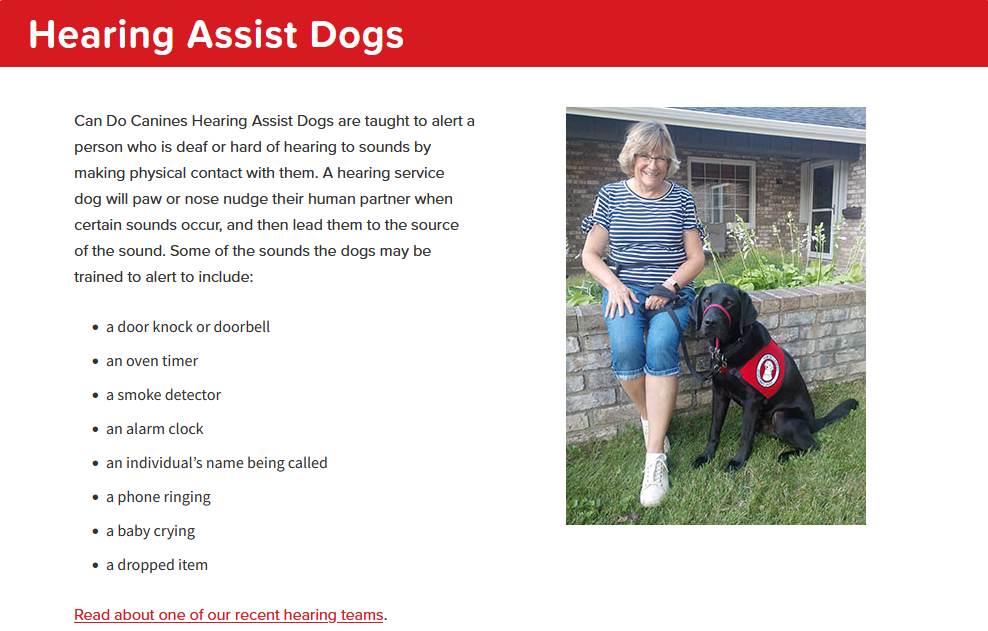 Hearing Assist Dogs
Can Do Canines Hearing Assist Dogs are taught to alert a
person who is deaf or hard of hearing to sounds by
making physical contact with them. A hearing service
dog will paw or nose nudge their human partner when
certain sounds occur, and then lead them to the source
of the sound. Some of the sounds the dogs may be
trained to alert to include:
• a door knock or doorbell
• an oven timer
• a smoke detector
• an alarm clock
• an individual’s name being called
• a phone ringing
• a baby crying
• a dropped item
Read about one of our recent hearing teams.